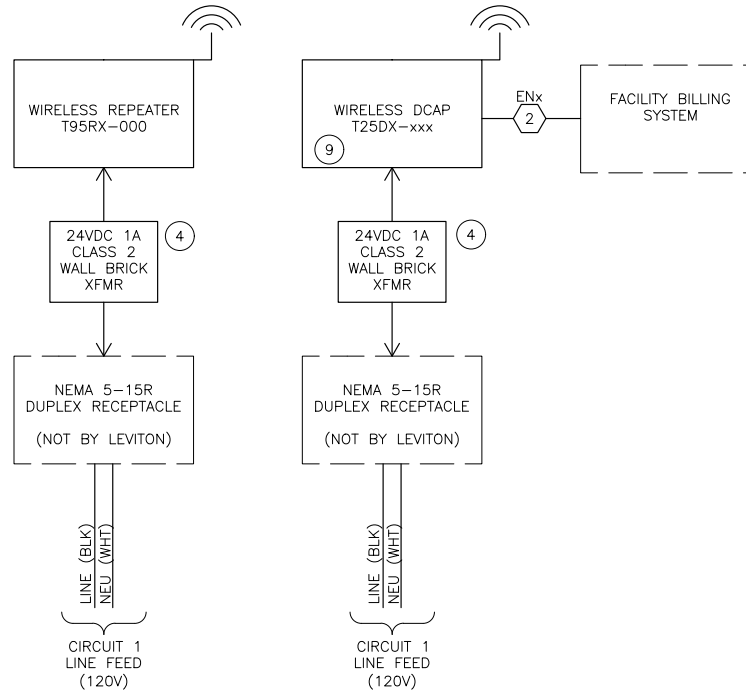 WIRELESS REPEATER
T95RX-000
4
24VDC 1A
CLASS 2
WALL BRICK
XFMR
NEMA 5-15R
DUPLEX RECEPTACLE
(NOT BY LEVITON)
LINE (BLK)
NEU (WHT)
CIRCUIT 1
LINE FEED
(120V)
WIRELESS DCAP
T25DX-xxx
9
ENx
2
FACILITY BILLING
SYSTEM
4
24VDC 1A
CLASS 2
WALL BRICK
XFMR
NEMA 5-15R
DUPLEX RECEPTACLE
(NOT BY LEVITON)
LINE (BLK)
NEU (WHT)
CIRCUIT 1
LINE FEED
(120V)